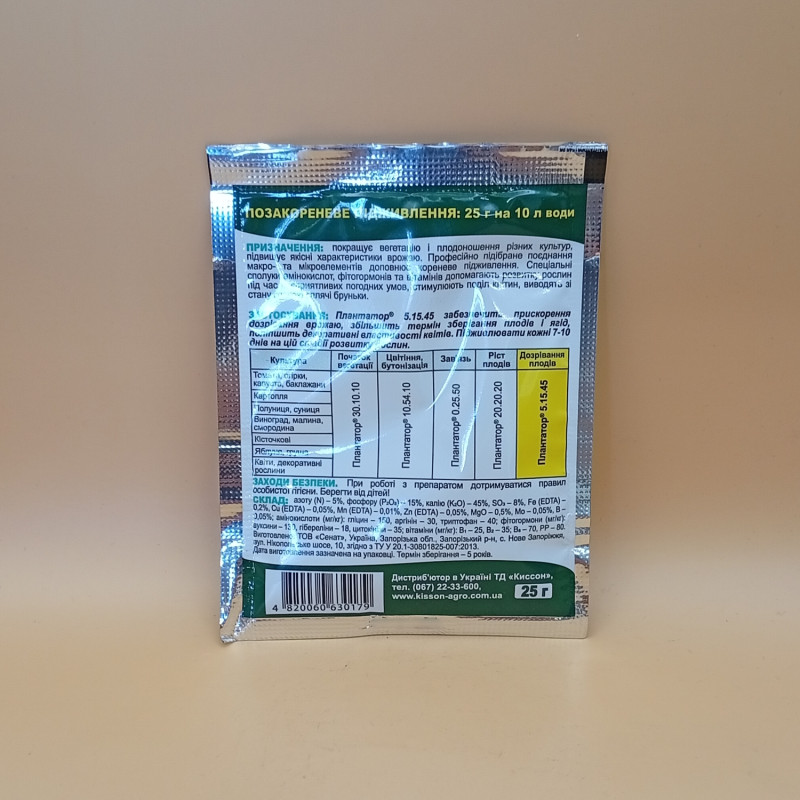 ПОЗАКОРЕНЕВЕ ПІДЖИВЛЕННЯ: 25 г на 10 л води
ПРИЗНАЧЕННЯ: покращує вегетацію і плодоношення різних культур,
підвищує якісні характеристики врожаю. Професійно підібране поєднання
макро- та мікроелементів доповнює кореневе підживлення. Спеціальні
сполуки амінокислот, фітогормонів та вітамінів допомагають розвитку рослин
під час несприятливих погодних умов, стимулюють поділ клітин, виводять зі
стану сплячі бруньки.
ЗАСТОСУВАННЯ: Плантатор® 5.15.45 забезпечить прискорення
дозрівання врожаю, збільшить термін зберігання плодів і ягід,
поліпшить декоративні властивості квітів. Підживлювати кожні 7-10
днів на цій стадії розвитку рослин.
Культура Початок вегетації Цвітіння, бутонізація Зав'язь Ріст плодів Дозрівання плодів
Томати, огірки,
капуста, баклажани
Картопля
Полуниця, суниця
Виноград, малина,
смородина
Кісточкові
Яблуня, груша
Квіти, декоративні
рослини
Плантатор® 30.10.10
Плантатор® 10.54.10
Плантатор® 0.25.50
Плантатор® 20.20.20
Плантатор® 5.15.45
ЗАХОДИ БЕЗПЕКИ. При роботі з препаратом дотримуватися правил
особистої гігієни. Берегти від дітей!
СКЛАД: азоту (N) – 5%, фосфору (P₂O₅) – 15%, калію (K₂O) – 45%, SO₃ – 8%, Fe (EDTA) –
0,2%, Cu (EDTA) – 0,05%, Mn (EDTA) – 0,01%, Zn (EDTA) – 0,05%, MgO – 0,5%, Mo – 0,05%, B –
0,05%; амінокислоти (мг/кг): гліцин – 150, аргінін – 30, триптофан – 40; фітогормони (мг/кг):
ауксини – гібереліни – 18, цитокініни – 35; вітаміни (мг/кг): B₁ – 25, B₂ – 35; B₆ – 70, PP – 80.
Виготовлено: ТОВ «Сенат», Україна, Запорізька обл., Запорізький р-н, с. Нове Запоріжжя,
вул. Нікопольське шосе, 10, згідно з ТУ У 20.1-30801825-007:2013.
Дата виготовлення зазначена на упаковці. Термін зберігання – 5 років.
Дистриб'ютор в Україні ТД «Киссон»,
тел. (067) 22-33-600,
www.kisson-agro.com.ua
25 г
4 820060 630179